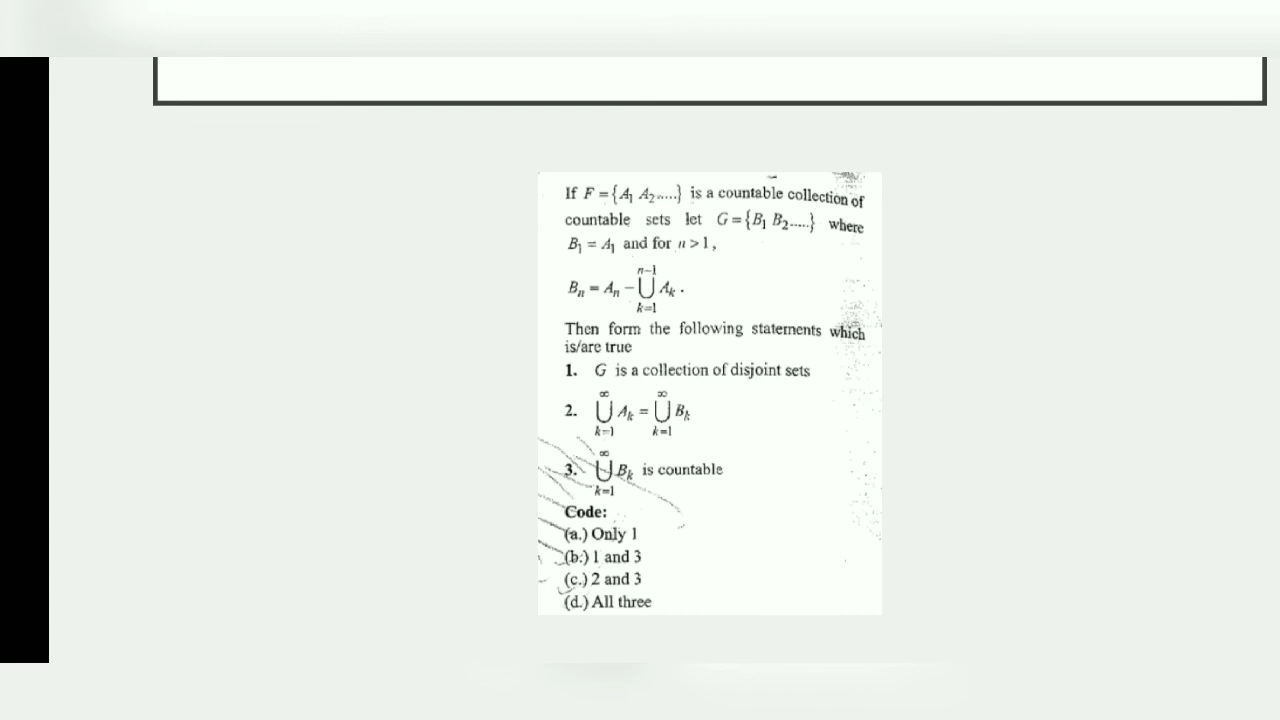 If F = {A₁ A₂.....} is a countable collection of
countable sets let G = {B₁ B₂.....} where
B₁ = A₁ and for n > 1,
n−1
Bₙ = Aₙ − ⋃ Aₖ .
k=1
Then form the following statements which
is/are true
1. G is a collection of disjoint sets
∞ ∞
2. ⋃ Aₖ = ⋃ Bₖ
k=1 k=1
∞
3. ⋃ Bₖ is countable
k=1
Code:
(a.) Only 1
(b.) 1 and 3
(c.) 2 and 3
(d.) All three